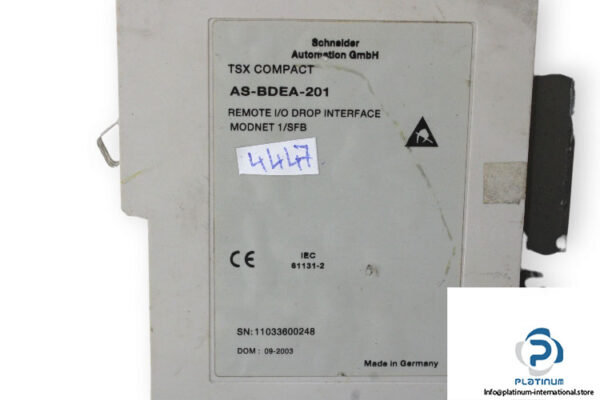 Schneider
Automation GmbH
TSX COMPACT
AS-BDEA-201
REMOTE I/O DROP INTERFACE
MODNET 1/SFB
4447
CE
IEC
61131-2
SN:11033600248
DOM : 09-2003
Made in Germany
PLATINUM
info@platinum-international.store